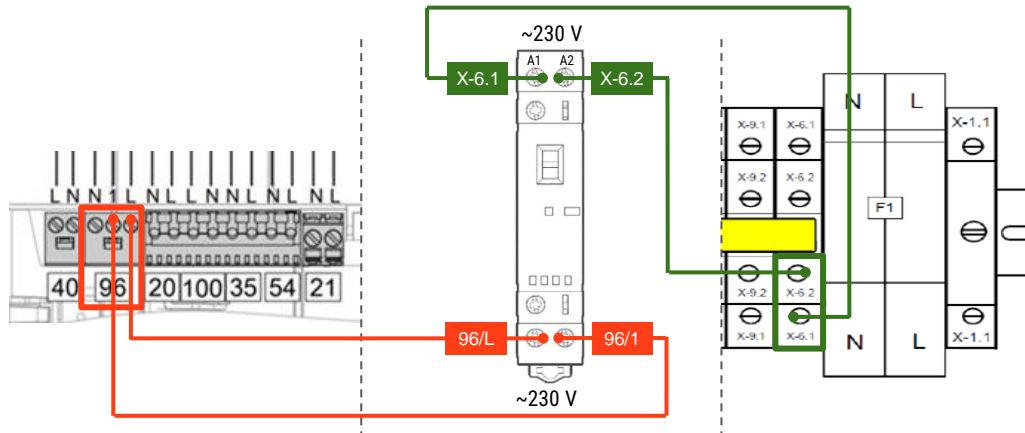 ~230 V
A1 A2
X-6.1
X-6.2
N L
X-9.1 X-6.1
X-1.1
X-9.2 X-6.2
L N N 1 L N L L N N L N L N L
F1
40 96 20 100 35 54 21
X-9.2 X-6.2
X-9.1 X-6.1
N L
X-1.1
96/L
96/1
~230 V